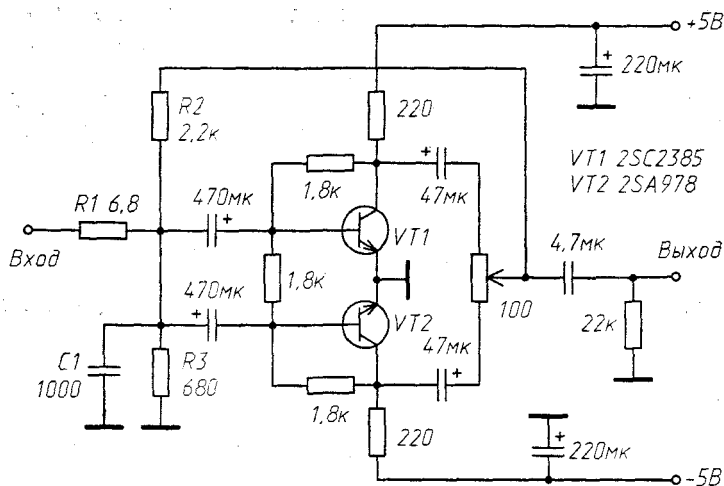 +5В
+
220мк
R2
2,2к
220
1,8к
+
47мк
VT1 2SC2385
VT2 2SA978
R1 6,8
470мк
+
VT1
4,7мк
Вход
Выход
1,8к
470мк
+
VT2
100
22к
47мк
+
C1
1000
R3
680
1,8к
220
+
220мк
-5В